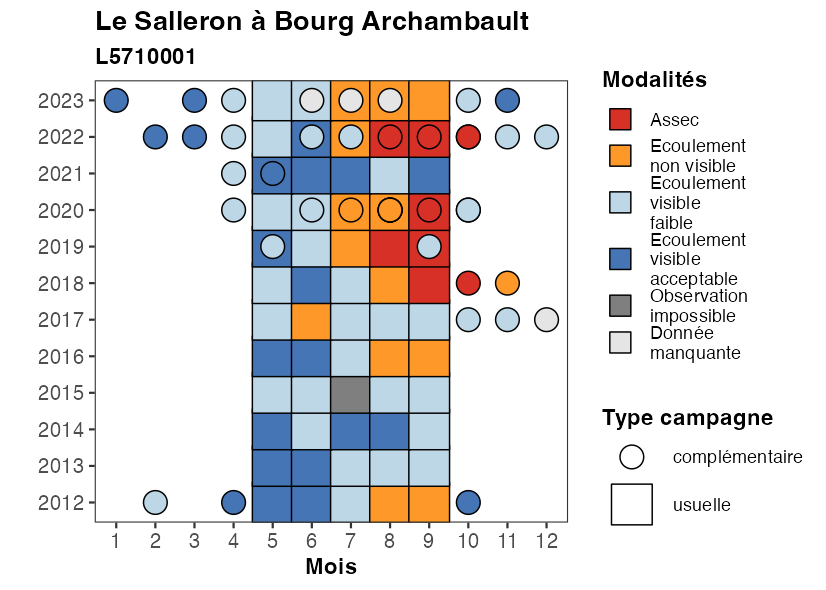 Le Salleron à Bourg Archambault
L5710001
2023
2022
2021
2020
2019
2018
2017
2016
2015
2014
2013
2012
1 2 3 4 5 6 7 8 9 10 11 12
Mois
Modalités
Assec
Ecoulement
non visible
Ecoulement
visible
faible
Ecoulement
visible
acceptable
Observation
impossible
Donnée
manquante
Type campagne
complémentaire
usuelle